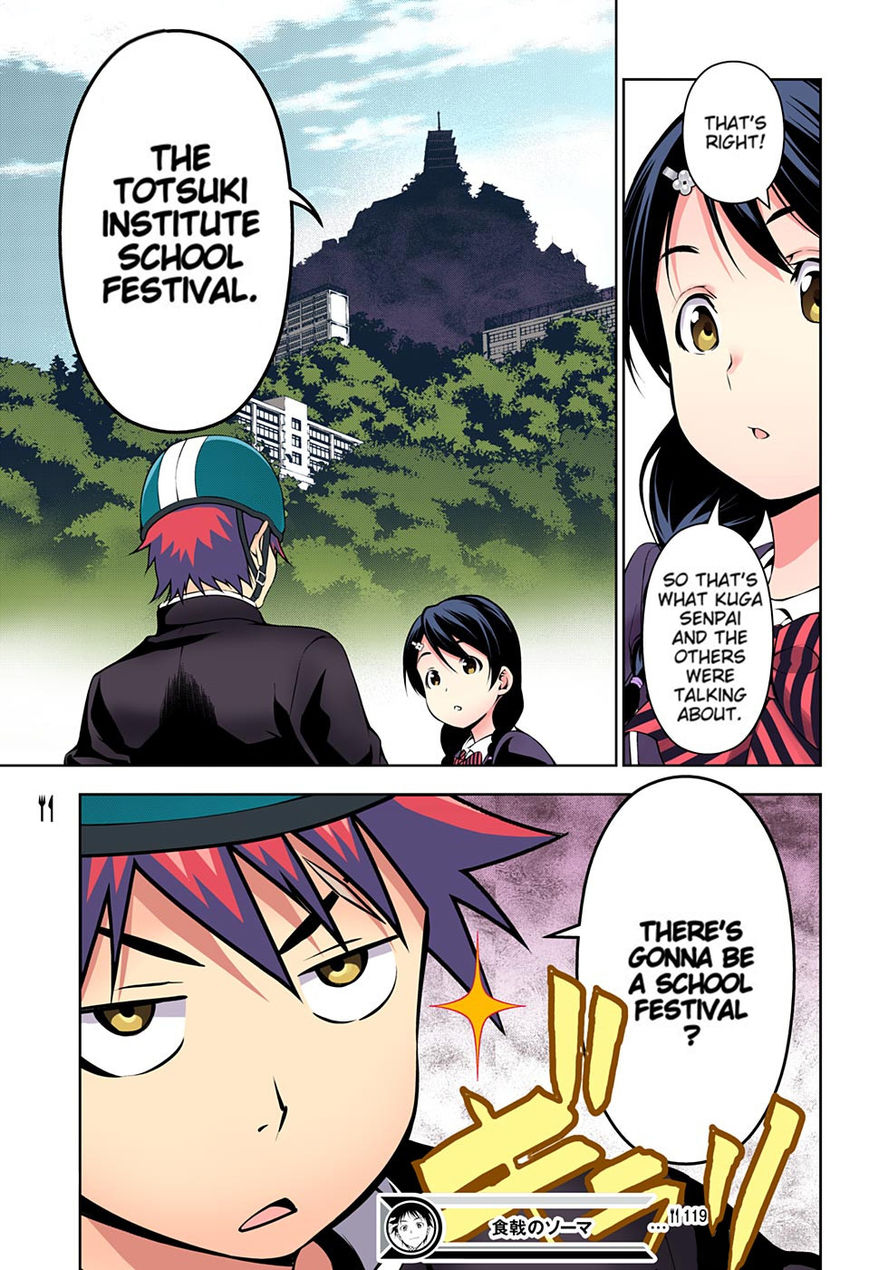 THAT'S
RIGHT!
SO THAT'S
WHAT KUGA
SENPAI
AND THE
OTHERS
WERE
TALKING
ABOUT.
THE
TOTSUKI
INSTITUTE
SCHOOL
FESTIVAL.
THERE'S
GONNA BE
A SCHOOL
FESTIVAL
?
食戟のソーマ
...119